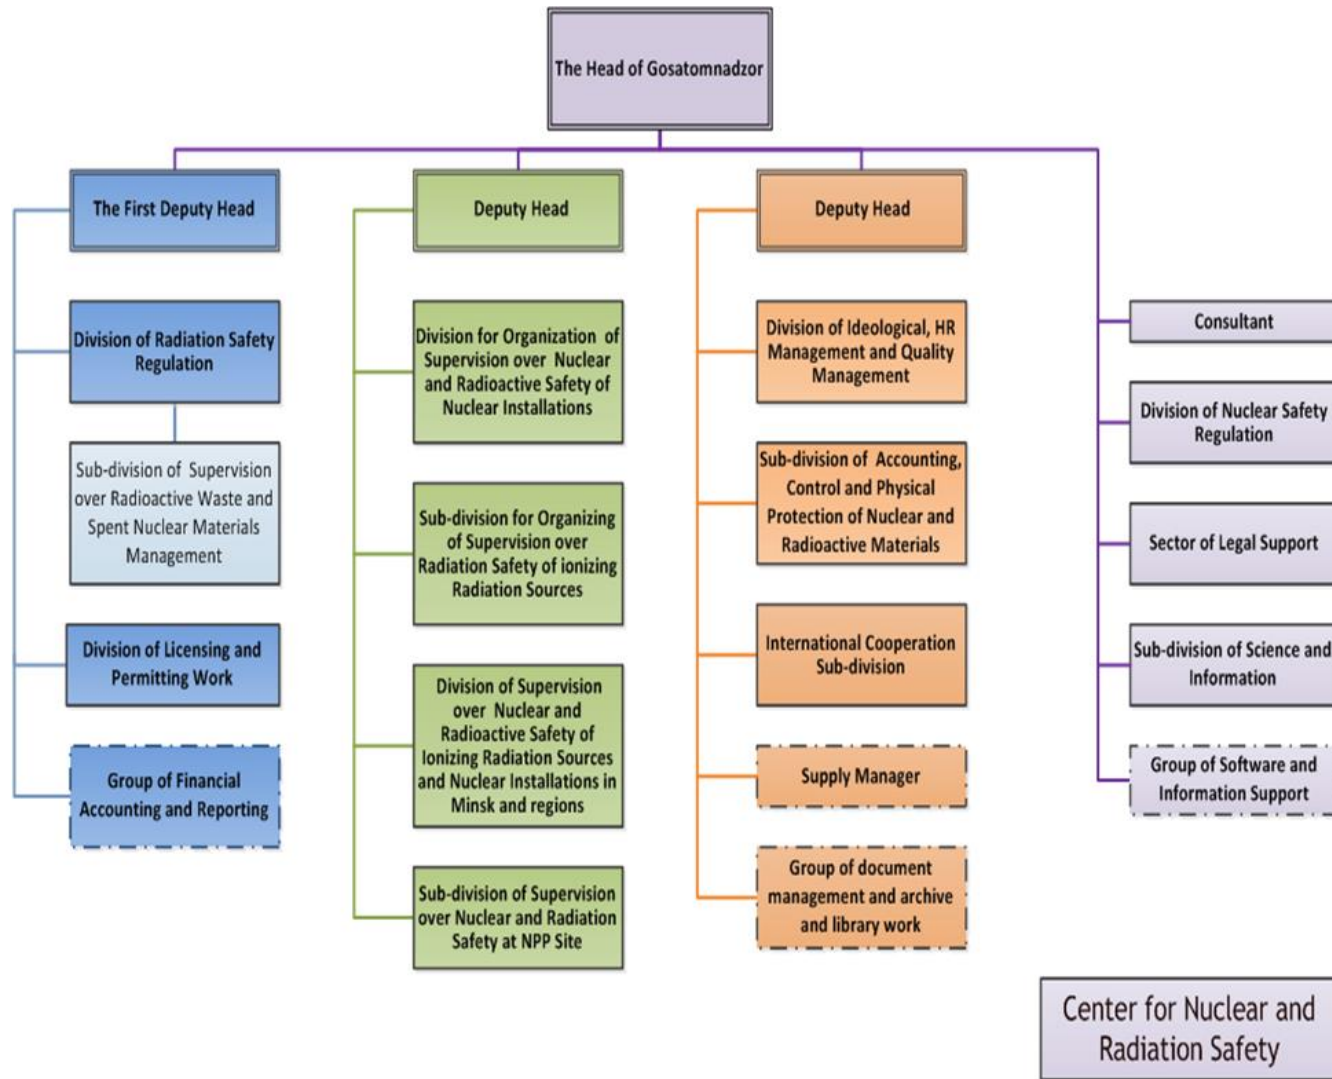 The Head of Gosatomnadzor
The First Deputy Head
Division of Radiation Safety
Regulation
Sub-division of Supervision
over Radioactive Waste and
Spent Nuclear Materials
Management
Division of Licensing and
Permitting Work
Group of Financial
Accounting and Reporting
Deputy Head
Division for Organization of
Supervision over Nuclear
and Radioactive Safety of
Nuclear Installations
Sub-division for Organizing
of Supervision over
Radiation Safety of ionizing
Radiation Sources
Division of Supervision
over Nuclear and
Radioactive Safety of
Ionizing Radiation Sources
and Nuclear Installations in
Minsk and regions
Sub-division of Supervision
over Nuclear and Radiation
Safety at NPP Site
Deputy Head
Division of Ideological, HR
Management and Quality
Management
Sub-division of Accounting,
Control and Physical
Protection of Nuclear and
Radioactive Materials
International Cooperation
Sub-division
Supply Manager
Group of document
management and archive
and library work
Consultant
Division of Nuclear Safety
Regulation
Sector of Legal Support
Sub-division of Science and
Information
Group of Software and
Information Support
Center for Nuclear and
Radiation Safety